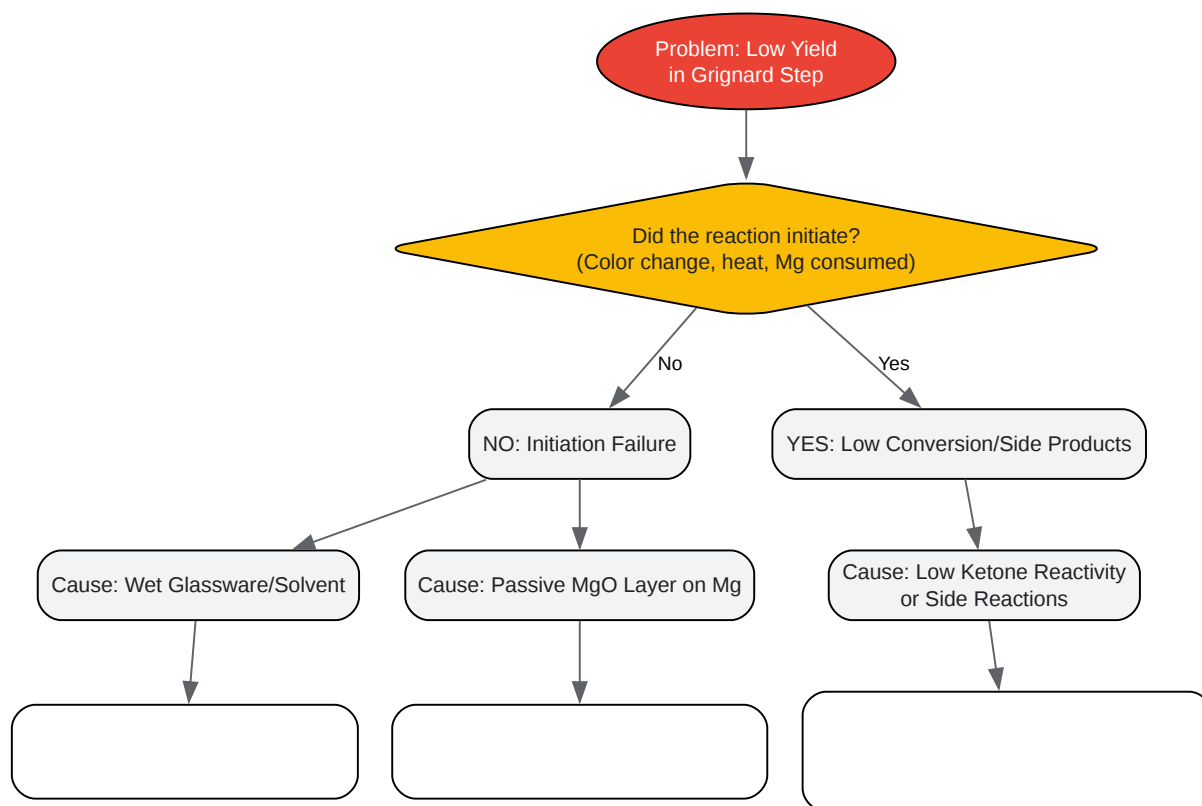 Problem: Low Yield
in Grignard Step
Did the reaction initiate?
(Color change, heat, Mg consumed)
No
Yes
NO: Initiation Failure
YES: Low Conversion/Side Products
Cause: Wet Glassware/Solvent
Cause: Passive MgO Layer on Mg
Cause: Low Ketone Reactivity
or Side Reactions